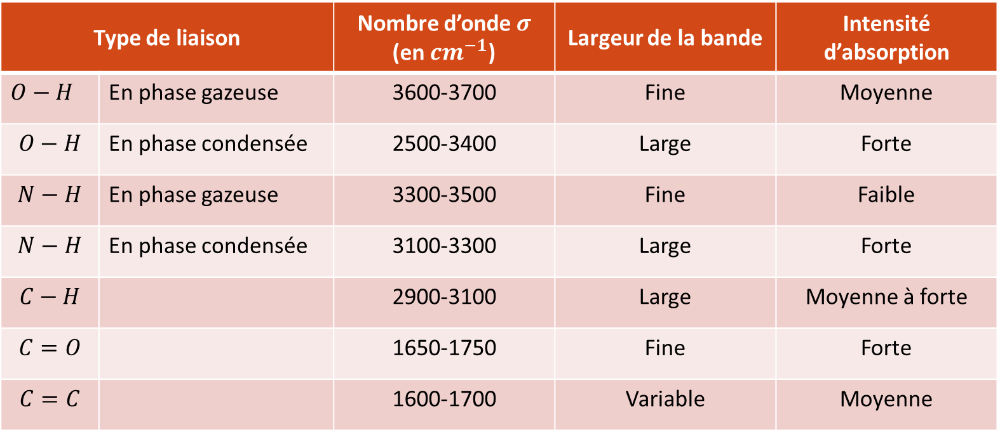 Type de liaison
Nombre d’onde σ
(en cm⁻¹)
Largeur de la bande
Intensité
d’absorption
O − H En phase gazeuse 3600-3700 Fine Moyenne
O − H En phase condensée 2500-3400 Large Forte
N − H En phase gazeuse 3300-3500 Fine Faible
N − H En phase condensée 3100-3300 Large Forte
C − H 2900-3100 Large Moyenne à forte
C = O 1650-1750 Fine Forte
C = C 1600-1700 Variable Moyenne